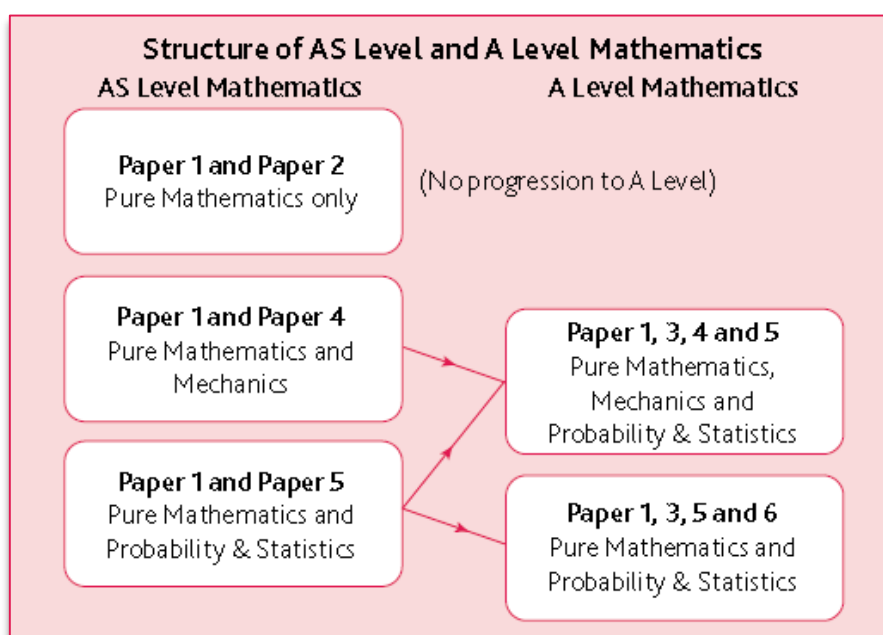 Structure of AS Level and A Level Mathematics
AS Level Mathematics
A Level Mathematics
Paper 1 and Paper 2
Pure Mathematics only
(No progression to A Level)
Paper 1 and Paper 4
Pure Mathematics and
Mechanics
Paper 1, 3, 4 and 5
Pure Mathematics,
Mechanics and
Probability & Statistics
Paper 1 and Paper 5
Pure Mathematics and
Probability & Statistics
Paper 1, 3, 5 and 6
Pure Mathematics and
Probability & Statistics